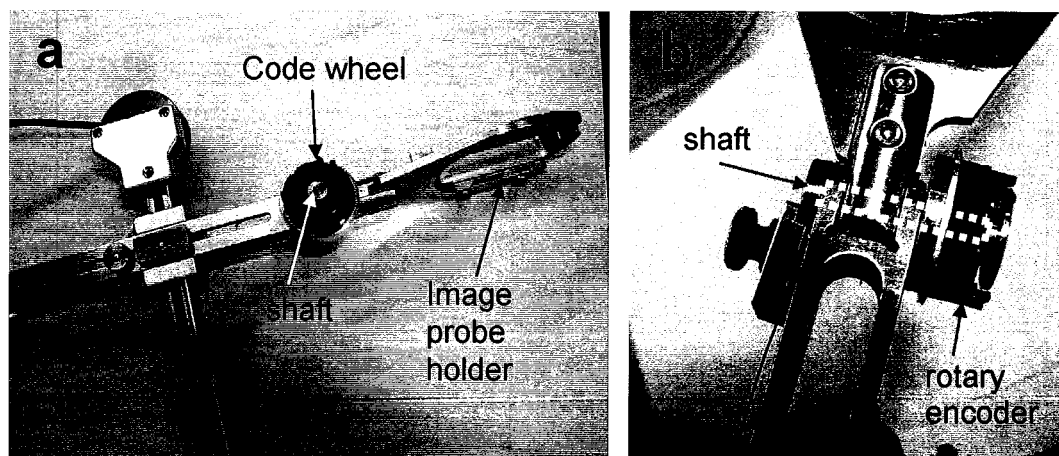 a
Code wheel
shaft
Image
probe
holder
b
shaft
rotary
encoder